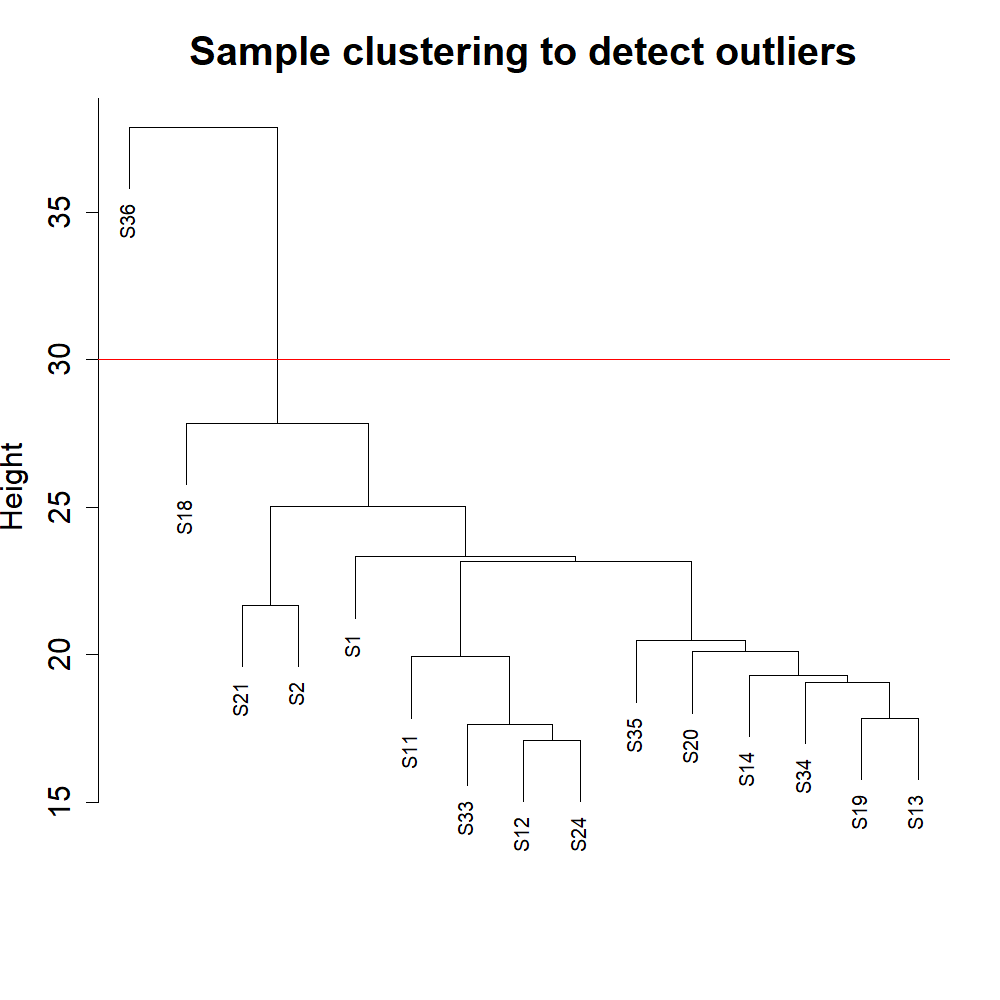 Sample clustering to detect outliers
Height
35
30
25
20
15
S36
S18
S21
S2
S1
S11
S33
S12
S24
S35
S20
S14
S34
S19
S13